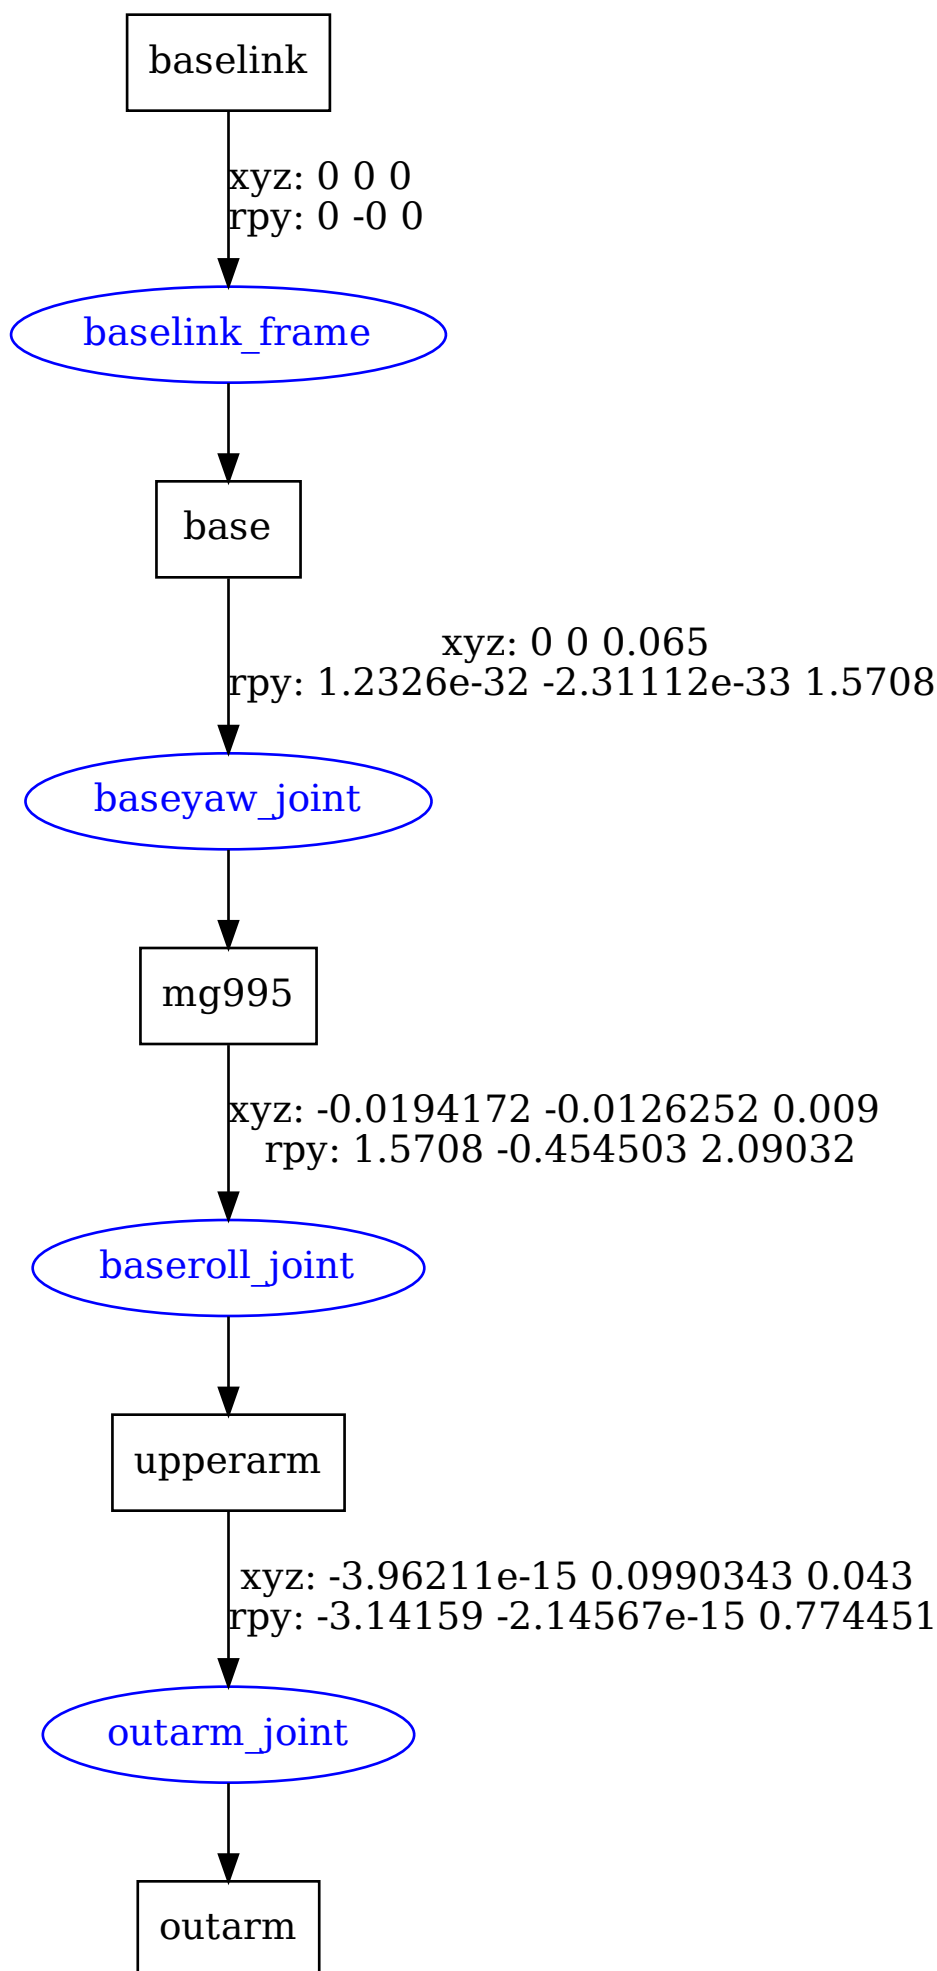 baselink
xyz: 0 0 0
rpy: 0 -0 0
baselink_frame
base
xyz: 0 0 0.065
rpy: 1.2326e-32 -2.31112e-33 1.5708
baseyaw_joint
mg995
xyz: -0.0194172 -0.0126252 0.009
rpy: 1.5708 -0.454503 2.09032
baseroll_joint
upperarm
xyz: -3.96211e-15 0.0990343 0.043
rpy: -3.14159 -2.14567e-15 0.774451
outarm_joint
outarm